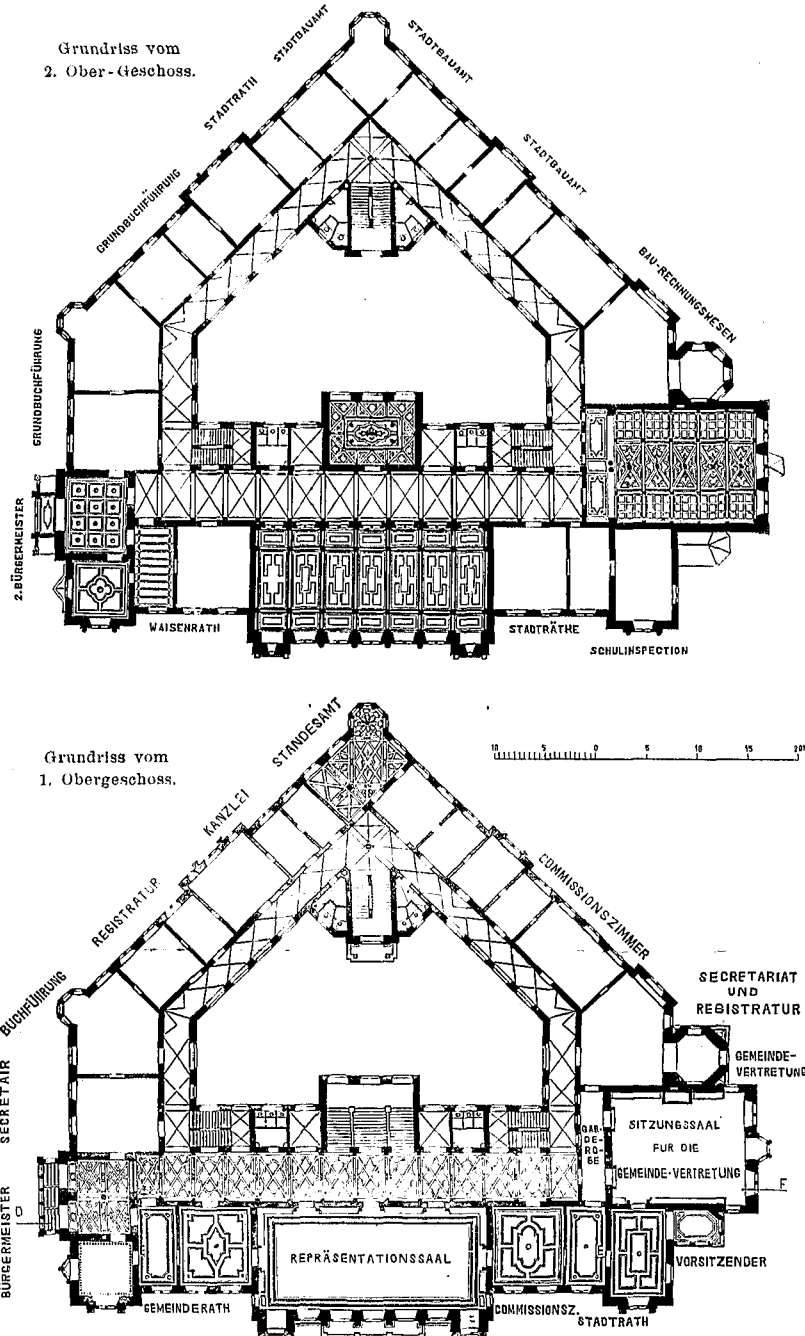 Grundriss vom
2. Ober-Geschoss.
STADTBAUAMT
STADTBAUAMT
STADTRATH
STADTBAUAMT
GRUNDBUCHFÜHRUNG
BAU-RECHNUNGSWESEN
GRUNDBUCHFÜHRUNG
2. BÜRGERMEISTER
WAISENRATH
STADTRÄTHE
SCHULINSPECTION
Grundriss vom
1. Obergeschoss.
STANDESAMT
10 5 0 5 10 15 20
KANZLEI
COMMISSIONSZIMMER
REGISTRATUR
BUCHFÜHRUNG
SECRETARIAT
UND
REGISTRATUR
GEMEINDE-
VERTRETUNG
SECRETAIR
GAR-
DE-
RO-
BE
SITZUNGSSAAL
FÜR DIE
GEMEINDE-VERTRETUNG
D
E
BÜRGERMEISTER
REPRÄSENTATIONSSAAL
VORSITZENDER
GEMEINDERATH
COMMISSIONSZ.
STADTRATH